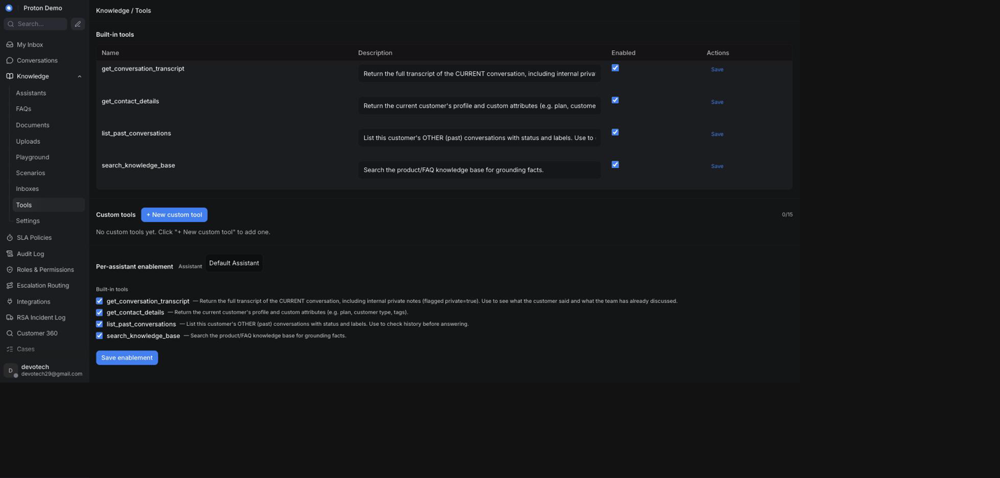 Proton Demo
Search...
My Inbox
Conversations
Knowledge
Assistants
FAQs
Documents
Uploads
Playground
Scenarios
Inboxes
Tools
Settings
SLA Policies
Audit Log
Roles & Permissions
Escalation Routing
Integrations
RSA Incident Log
Customer 360
Cases
D
devotech
devotech29@gmail.com
Knowledge / Tools
Built-in tools
Name Description Enabled Actions
get_conversation_transcript Return the full transcript of the CURRENT conversation, including internal priva Save
get_contact_details Return the current customer's profile and custom attributes (e.g. plan, custome Save
list_past_conversations List this customer's OTHER (past) conversations with status and labels. Use to Save
search_knowledge_base Search the product/FAQ knowledge base for grounding facts. Save
Custom tools + New custom tool 0/15
No custom tools yet. Click "+ New custom tool" to add one.
Per-assistant enablement Assistant Default Assistant
Built-in tools
get_conversation_transcript — Return the full transcript of the CURRENT conversation, including internal private notes (flagged private=true). Use to see what the customer said and what the team has already discussed.
get_contact_details — Return the current customer's profile and custom attributes (e.g. plan, customer type, tags).
list_past_conversations — List this customer's OTHER (past) conversations with status and labels. Use to check history before answering.
search_knowledge_base — Search the product/FAQ knowledge base for grounding facts.
Save enablement